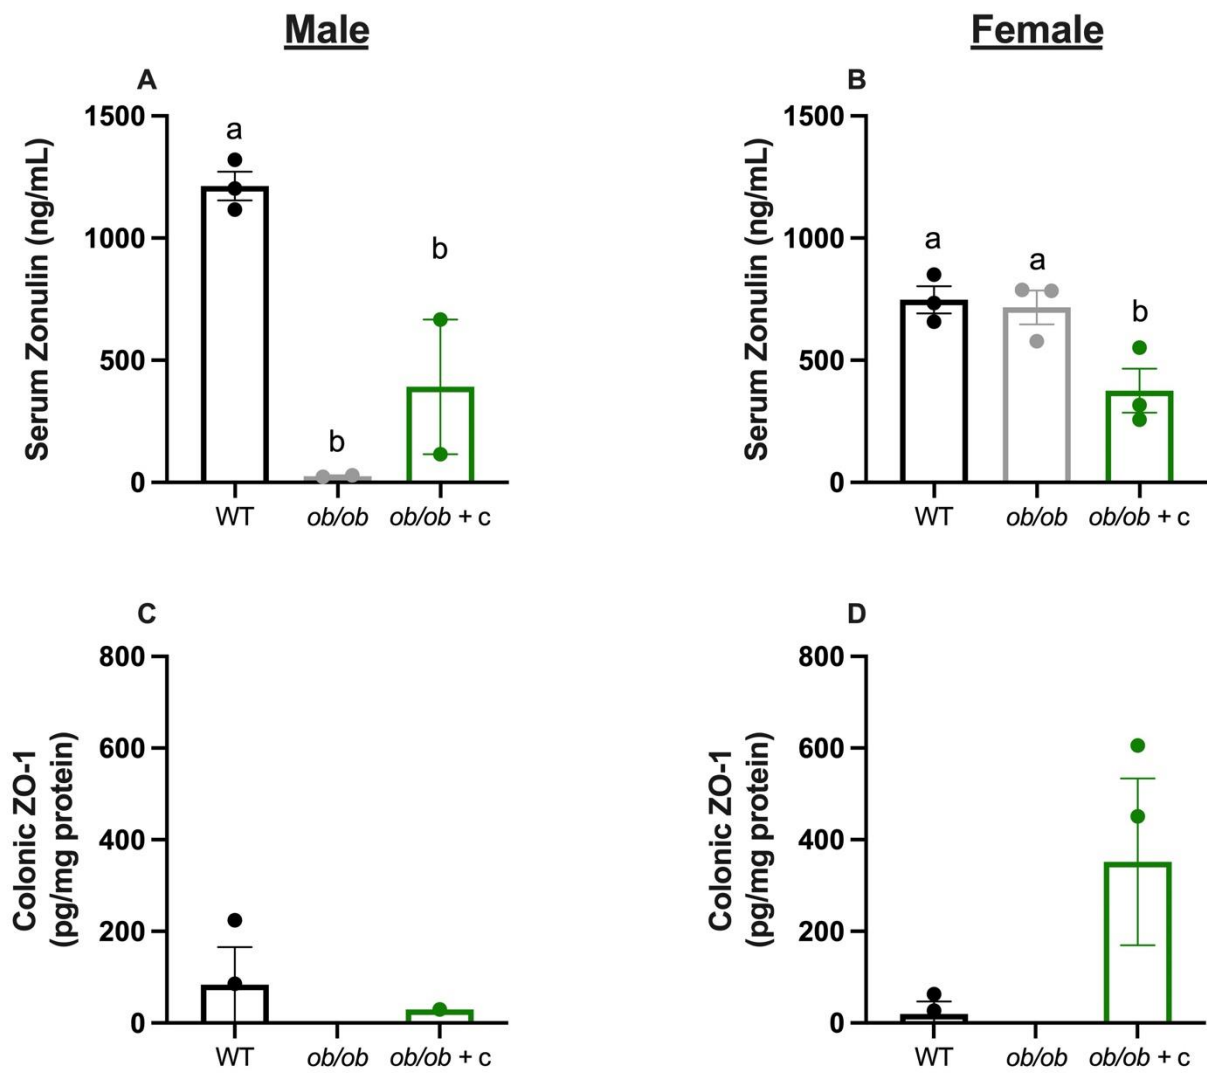 Male
Female
A
B
Serum Zonulin (ng/mL)
1500
1000
500
0
a
b
b
WT
ob/ob
ob/ob + c
Serum Zonulin (ng/mL)
1500
1000
500
0
a
a
b
WT
ob/ob
ob/ob + c
C
D
Colonic ZO-1
(pg/mg protein)
800
600
400
200
0
WT
ob/ob
ob/ob + c
Colonic ZO-1
(pg/mg protein)
800
600
400
200
0
WT
ob/ob
ob/ob + c